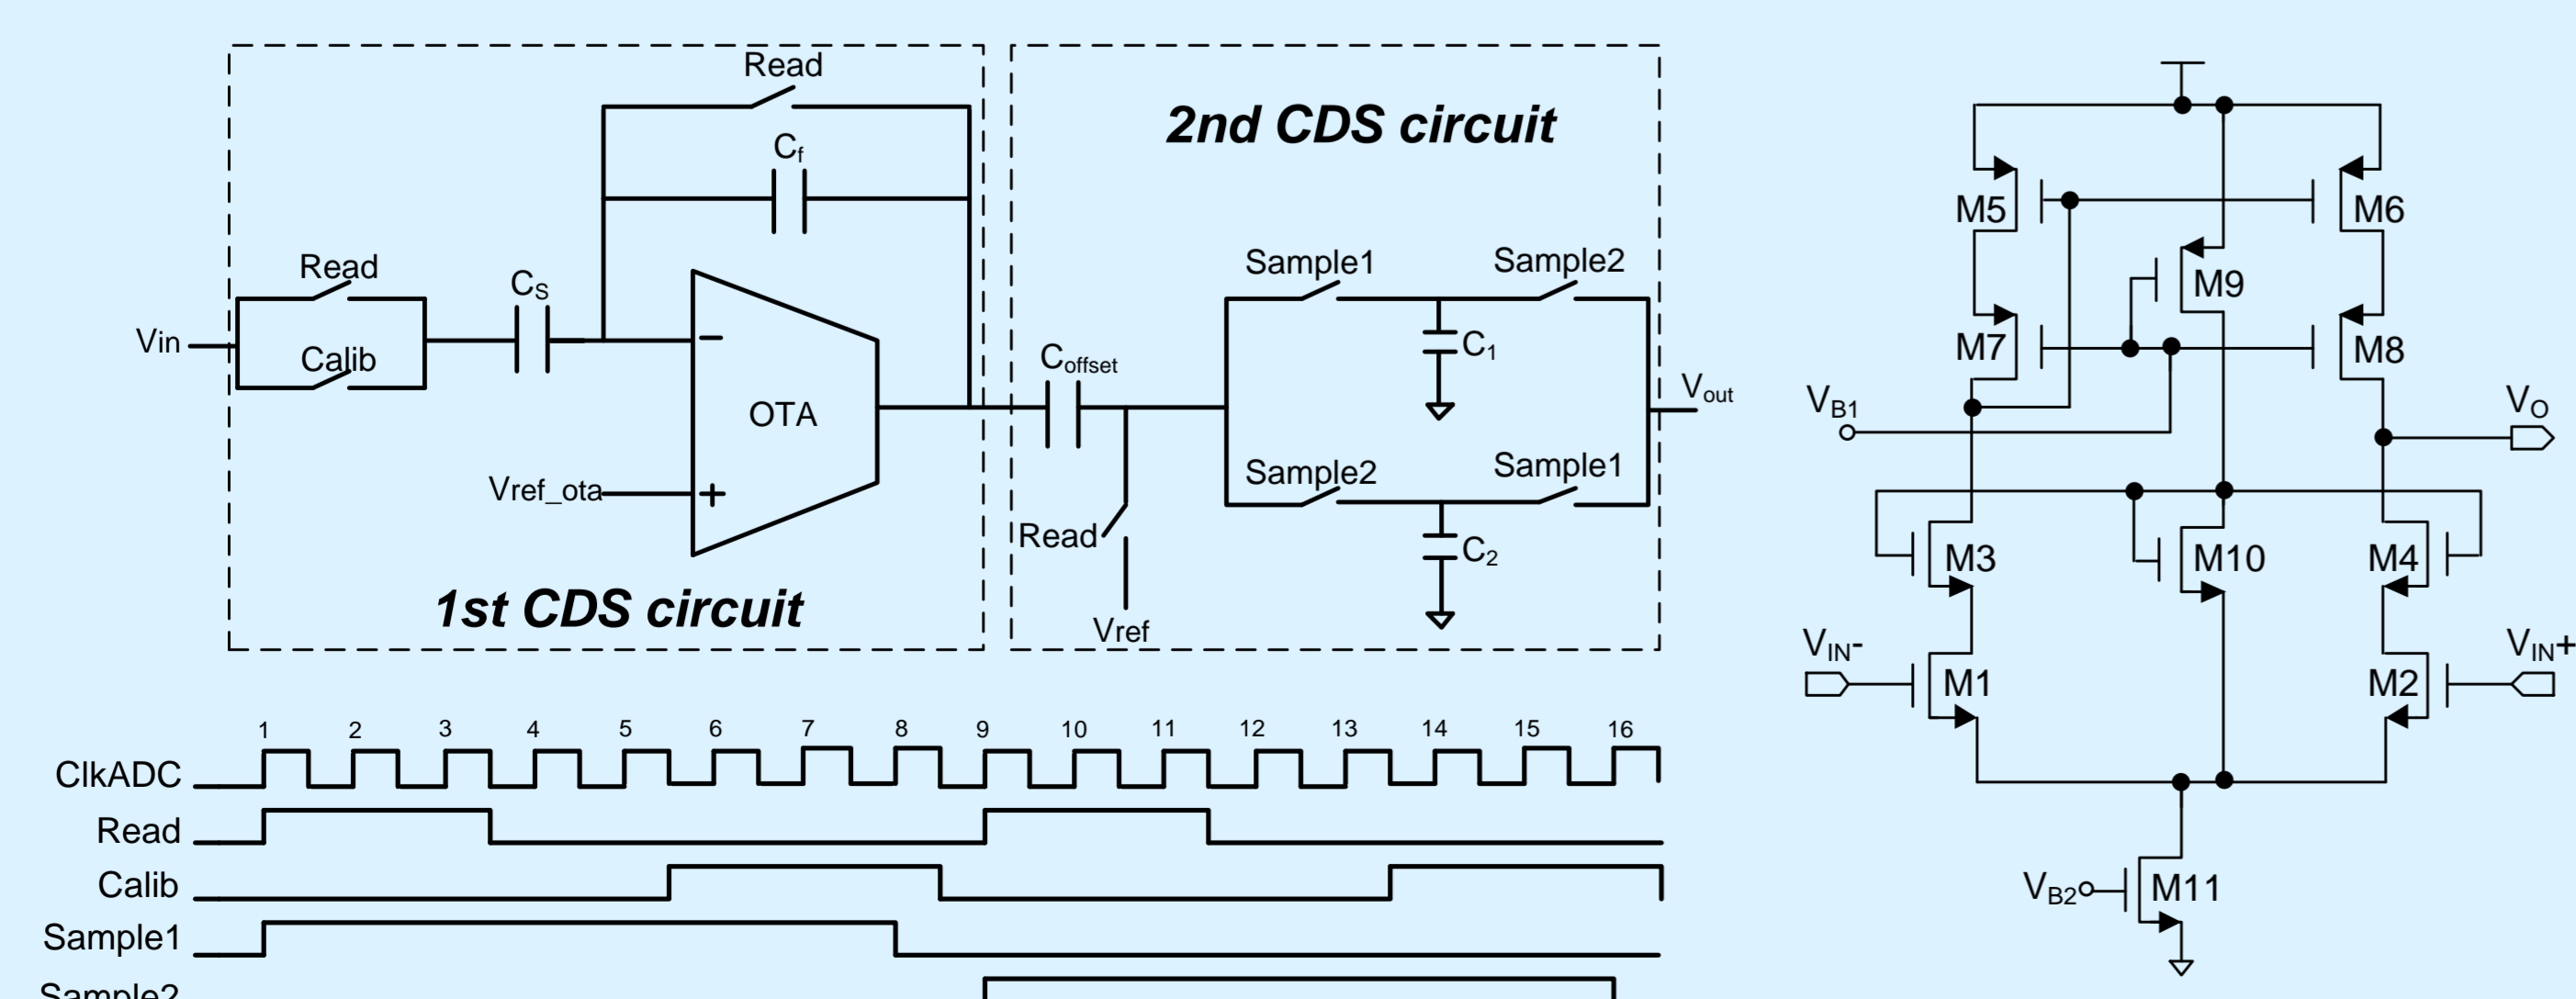 Read
2nd CDS circuit
Cf
Read
CS
Vin
Calib
OTA
Vref_ota
1st CDS circuit
Coffset
Sample1
Sample2
C1
Vout
Sample2
Sample1
C2
Read
Vref
M5
M6
M9
M7
M8
VB1
VO
M3
M10
M4
VIN-
VIN+
M1
M2
VB2
M11
1 2 3 4 5 6 7 8 9 10 11 12 13 14 15 16
ClkADC
Read
Calib
Sample1
Sample2